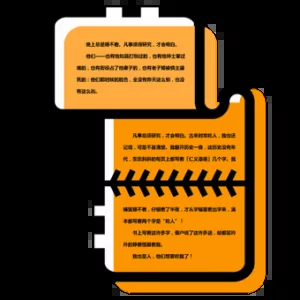 晚上总是睡不着。凡事须得研究，才会明白。
他们——也有给知县打枷过的，也有给绅士掌过
嘴的，也有衙役占了他妻子的，也有老子娘被债主逼
死的；他们那时候的脸色，全没有昨天这么怕，也没
有这么凶。
凡事总须研究，才会明白。古来时常吃人，我也还
记得，可是不甚清楚。我翻开历史一查，这历史没有年
代，歪歪斜斜的每页上都写着「仁义道德」几个字。我
横竖睡不着，仔细看了半夜，才从字缝里看出字来，满
本都写着两个字是“吃人”！
书上写着这许多字，佃户说了这许多话，却都笑吟
吟的睁着怪眼看我。
我也是人，他们想要吃我了！